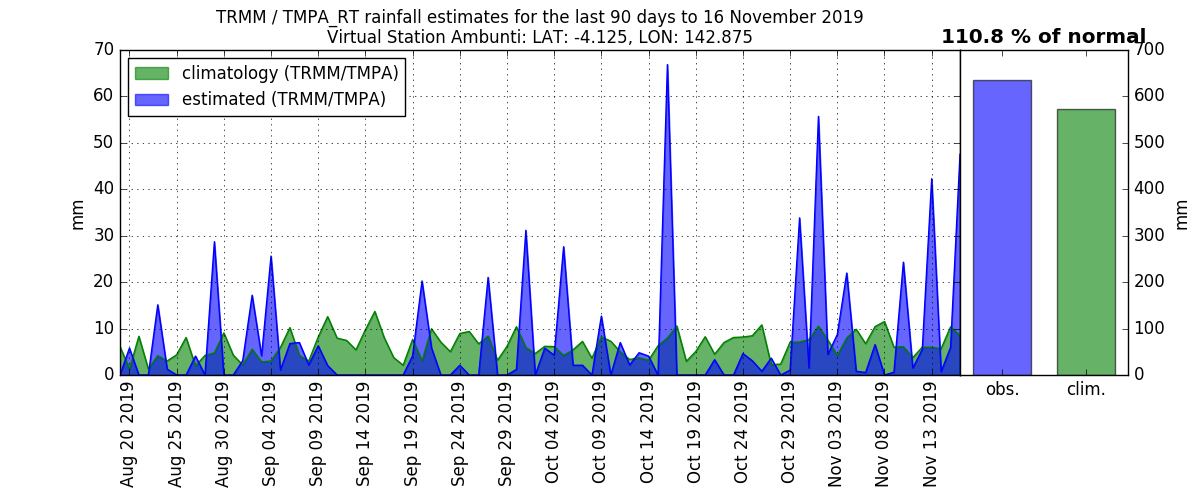 TRMM / TMPA_RT rainfall estimates for the last 90 days to 16 November 2019
Virtual Station Ambunti: LAT: -4.125, LON: 142.875
110.8 % of normal
climatology (TRMM/TMPA)
estimated (TRMM/TMPA)
70
60
50
40
30
20
10
0
mm
Aug 20 2019
Aug 25 2019
Aug 30 2019
Sep 04 2019
Sep 09 2019
Sep 14 2019
Sep 19 2019
Sep 24 2019
Sep 29 2019
Oct 04 2019
Oct 09 2019
Oct 14 2019
Oct 19 2019
Oct 24 2019
Oct 29 2019
Nov 03 2019
Nov 08 2019
Nov 13 2019
obs.
clim.
700
600
500
400
300
200
100
0
mm